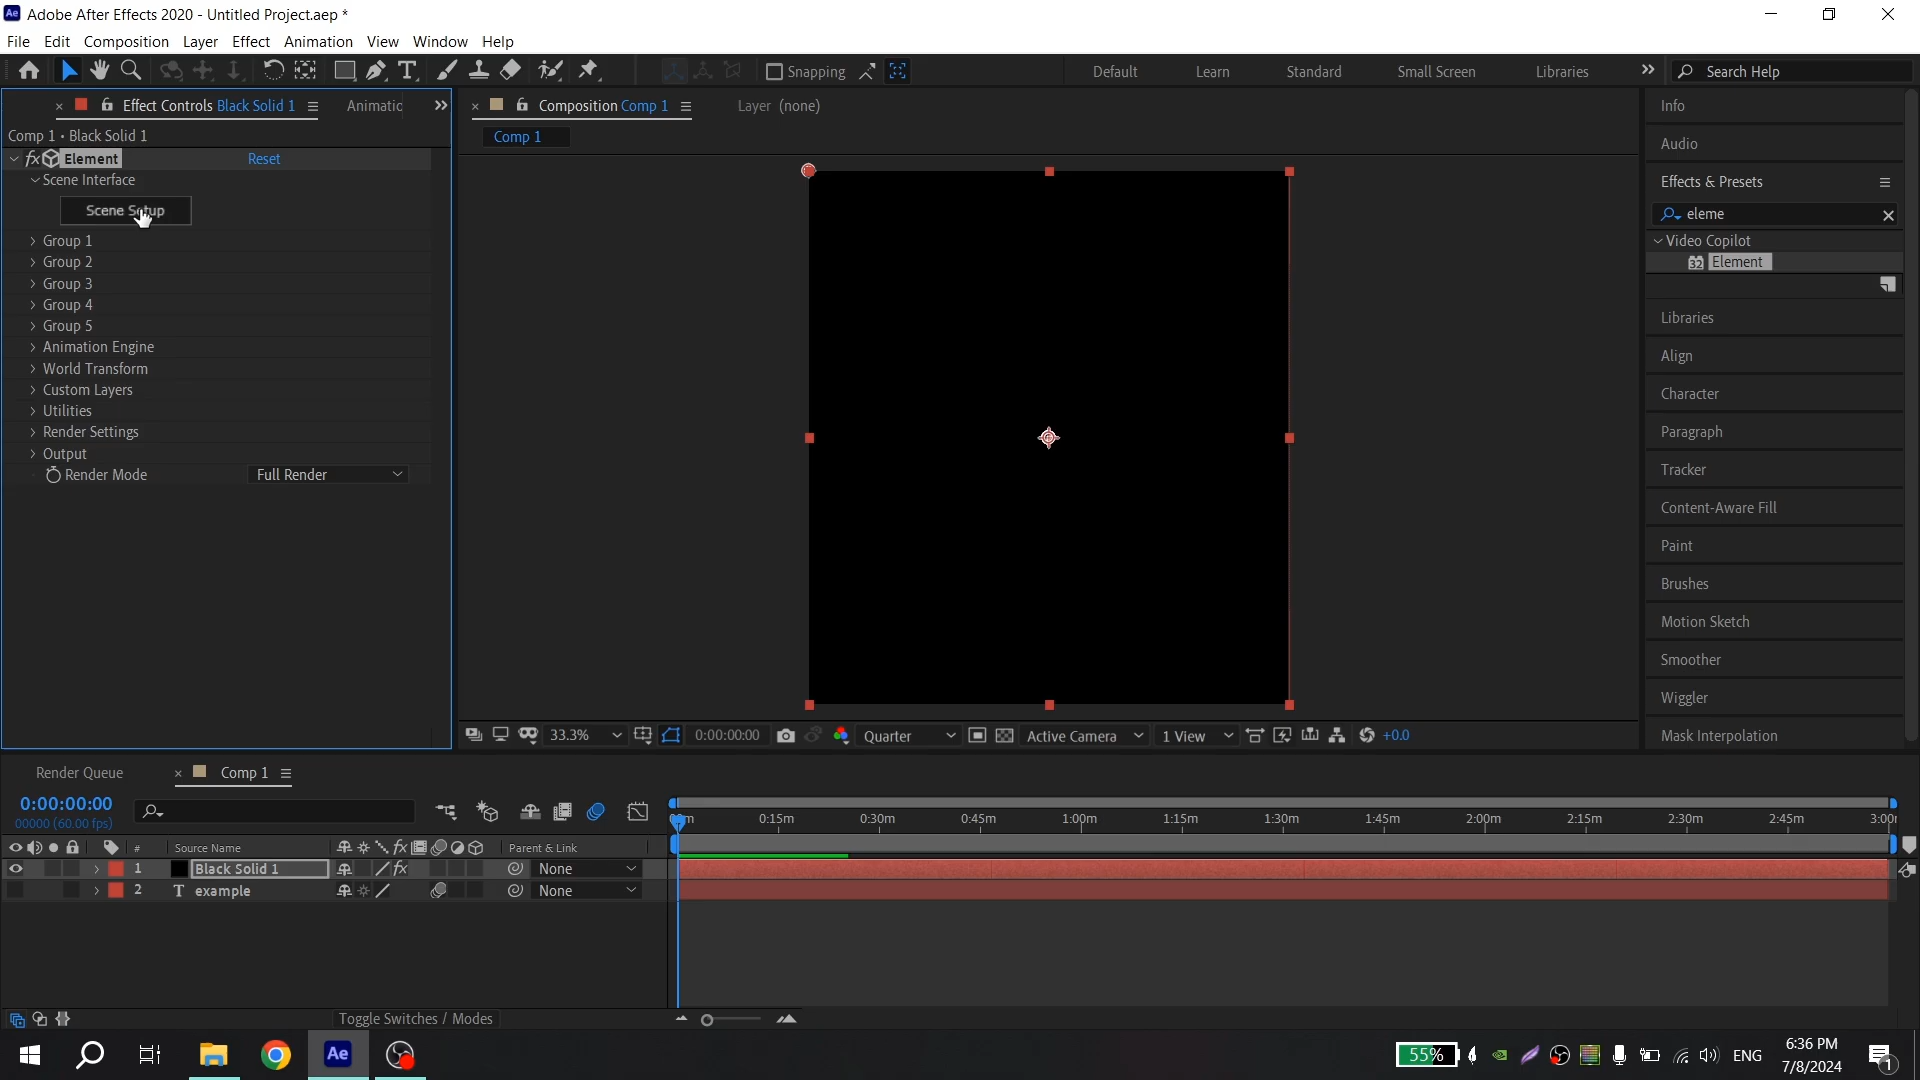 Ae Adobe After Effects 2020 - Untitled Project.aep *
File Edit Composition Layer Effect Animation View Window Help
Snapping Default Learn Standard Small Screen Libraries Search Help
Effect Controls Black Solid 1
Comp 1 • Black Solid 1
fx Element Reset
Scene Interface
Scene Setup
Group 1
Group 2
Group 3
Group 4
Group 5
Animation Engine
World Transform
Custom Layers
Utilities
Render Settings
Output
Render Mode Full Render
Composition Comp 1 Layer (none)
Comp 1
33.3% 0:00:00:00 Quarter Active Camera 1 View +0.0
Info
Audio
Effects & Presets
eleme
Video Copilot
32 Element
Libraries
Align
Character
Paragraph
Tracker
Content-Aware Fill
Paint
Brushes
Motion Sketch
Smoother
Wiggler
Mask Interpolation
Render Queue Comp 1
0:00:00:00
00000 (60.00 fps)
0:15m 0:30m 0:45m 1:00m 1:15m 1:30m 1:45m 2:00m 2:15m 2:30m 2:45m
# Source Name fx Parent & Link
1 Black Solid 1 fx None
2 T example None
Toggle Switches / Modes
Ae
55% ENG 6:36 PM
7/8/2024
1